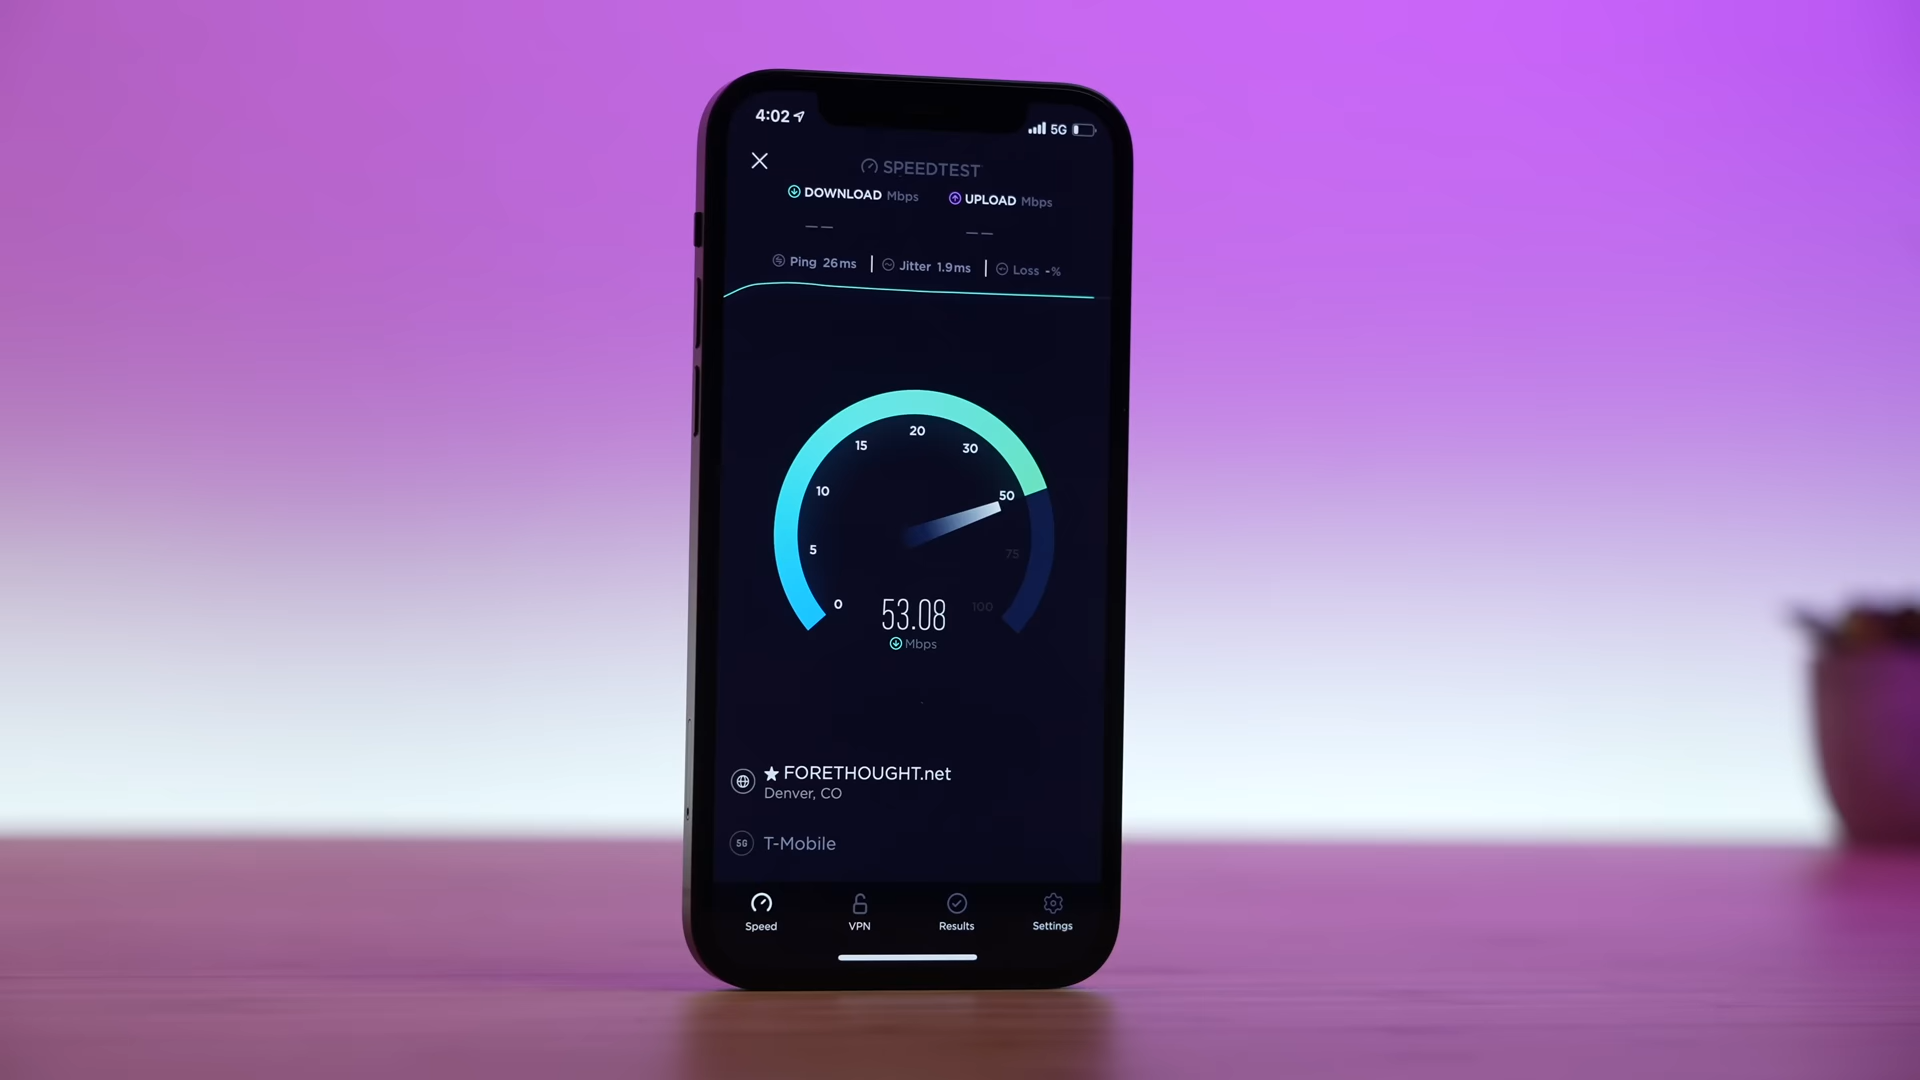 4:02 5G
SPEEDTEST
DOWNLOAD Mbps UPLOAD Mbps
— — — —
Ping 26ms Jitter 1.9ms Loss -%
20
15 30
10 50
5 75
0 100
53.08
Mbps
★ FORETHOUGHT.net
Denver, CO
5G T-Mobile
Speed VPN Results Settings